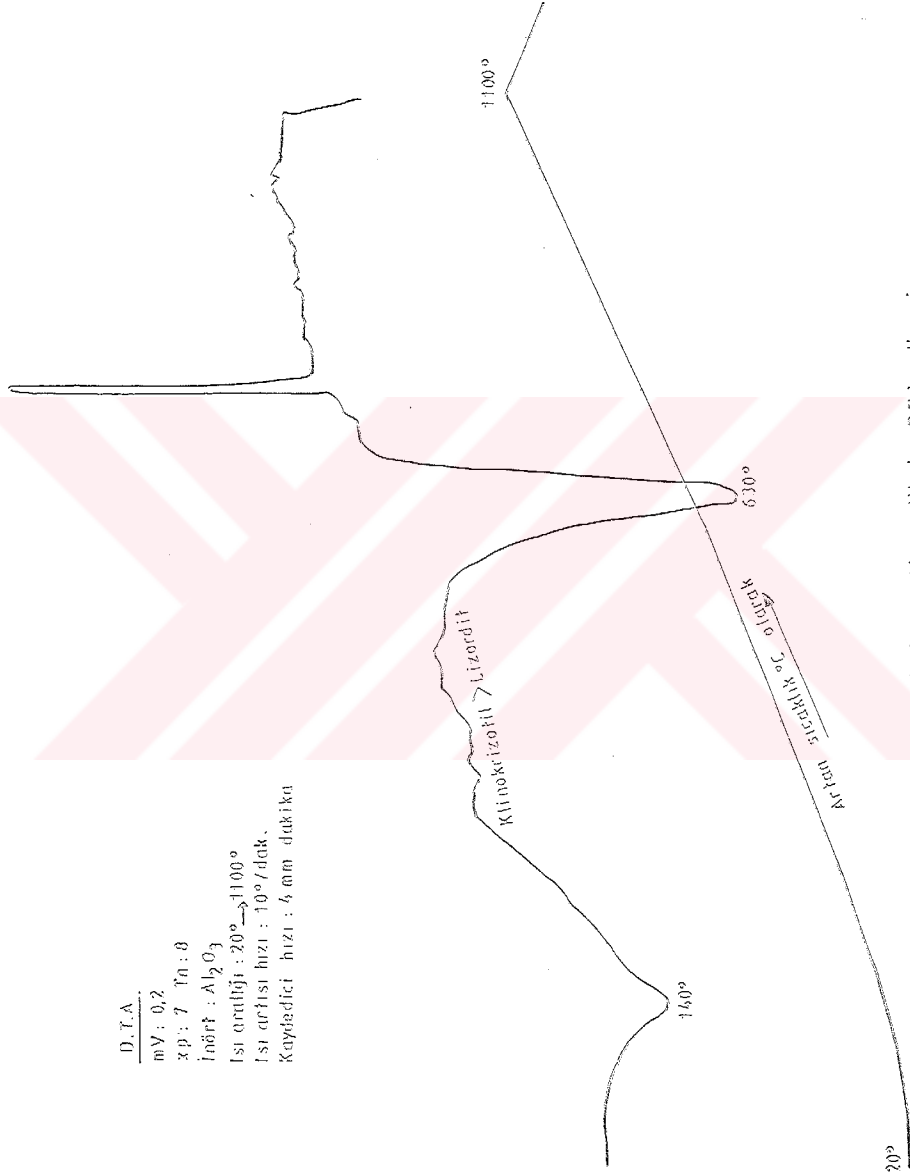 D.T.A.
mV : 0,2
xp : 7 Tn : 8
İnört : Al₂O₃
Isı aralığı : 20°→1100°
Isı artısı hızı : 10°/dak.
Kaydedici hızı : 4 mm dakika
1100°
630°
Klinokrizotil > Lizardit
140°
Artan sıcaklık °C olarak
20°